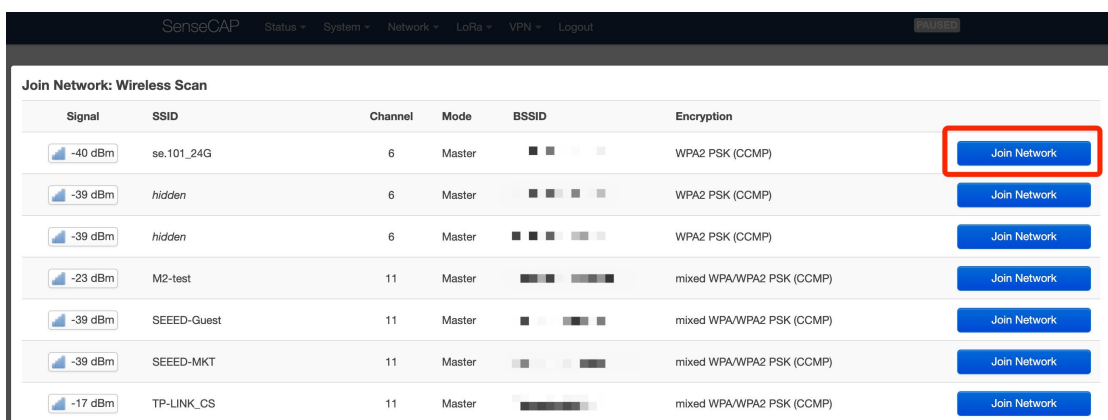 SenseCAP Status System Network LoRa VPN Logout PAUSED
Join Network: Wireless Scan
Signal SSID Channel Mode BSSID Encryption
-40 dBm se.101_24G 6 Master WPA2 PSK (CCMP) Join Network
-39 dBm hidden 6 Master WPA2 PSK (CCMP) Join Network
-39 dBm hidden 6 Master WPA2 PSK (CCMP) Join Network
-23 dBm M2-test 11 Master mixed WPA/WPA2 PSK (CCMP) Join Network
-39 dBm SEEED-Guest 11 Master mixed WPA/WPA2 PSK (CCMP) Join Network
-39 dBm SEEED-MKT 11 Master mixed WPA/WPA2 PSK (CCMP) Join Network
-17 dBm TP-LINK_CS 11 Master mixed WPA/WPA2 PSK (CCMP) Join Network